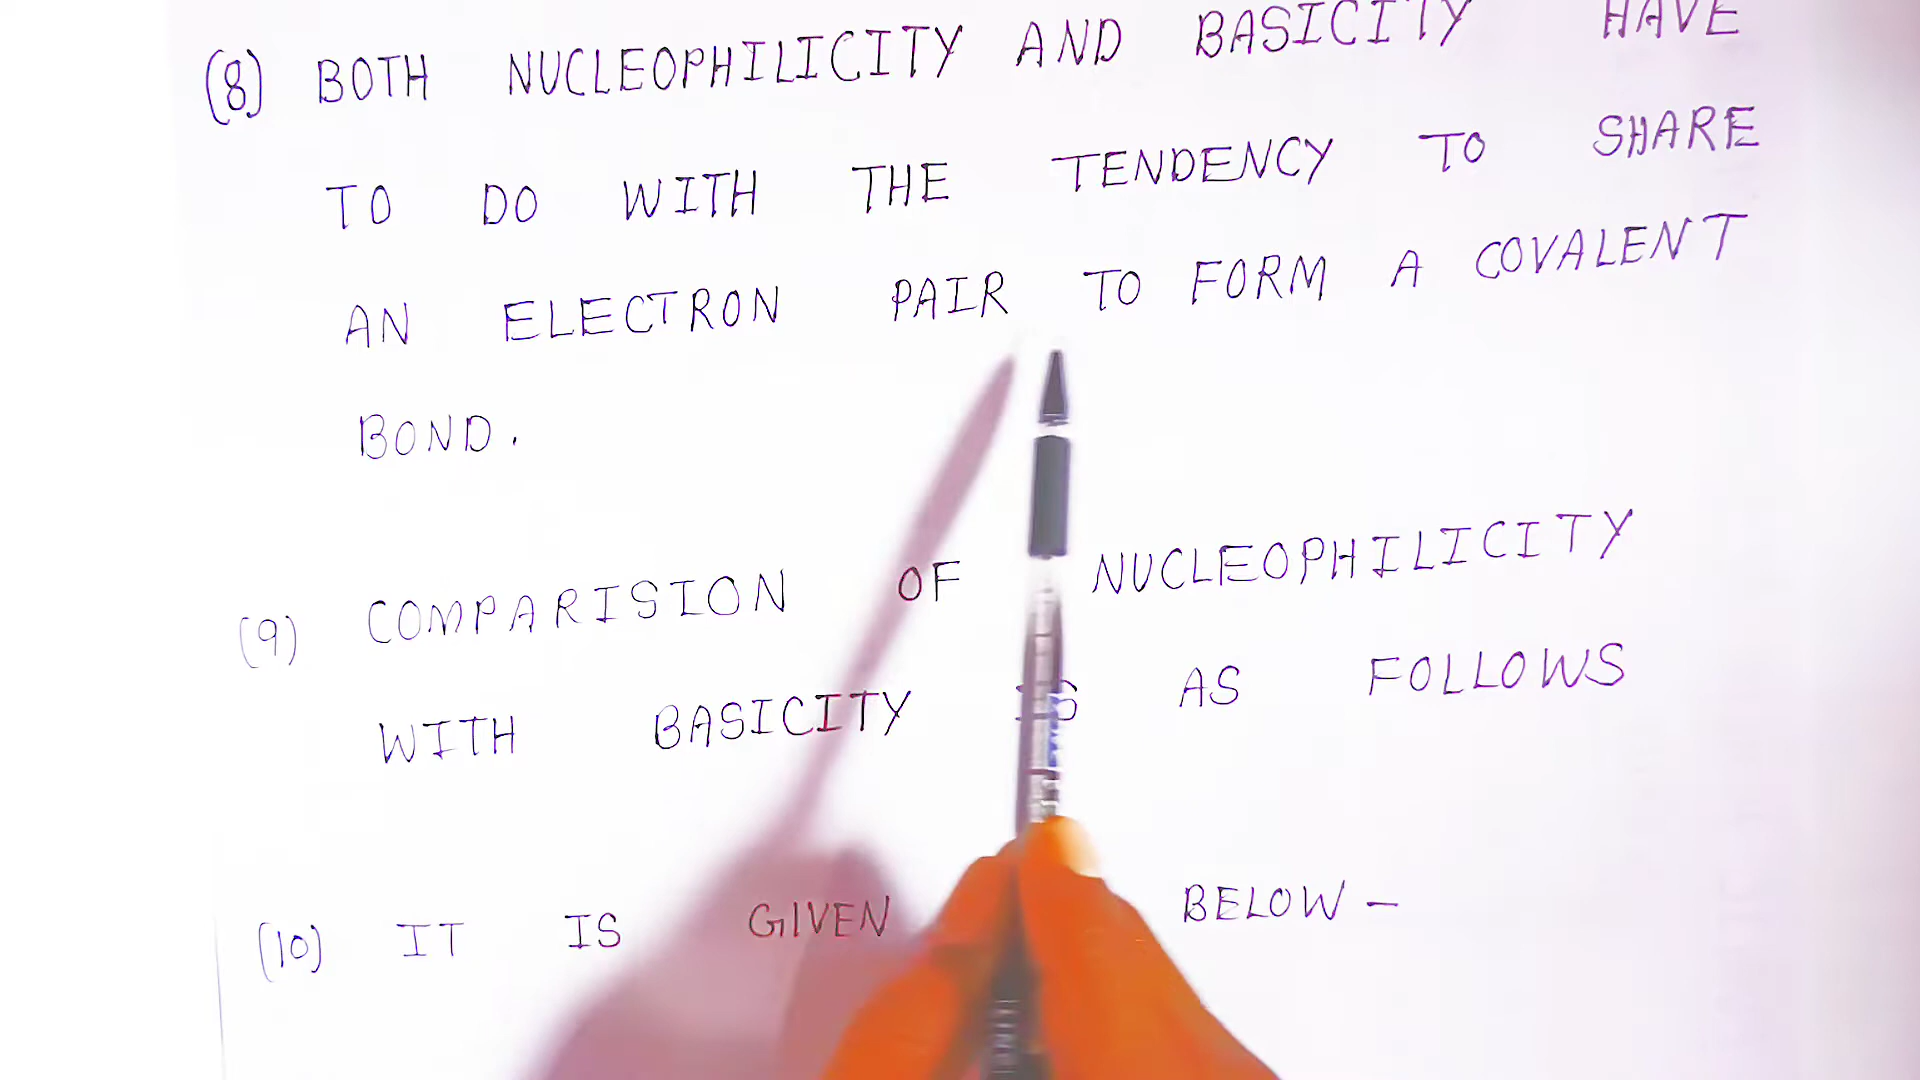 (8) BOTH NUCLEOPHILICITY AND BASICITY HAVE
TO DO WITH THE TENDENCY TO SHARE
AN ELECTRON PAIR TO FORM A COVALENT
BOND.
(9) COMPARISION OF NUCLEOPHILICITY
WITH BASICITY IS AS FOLLOWS
(10) IT IS GIVEN BELOW -